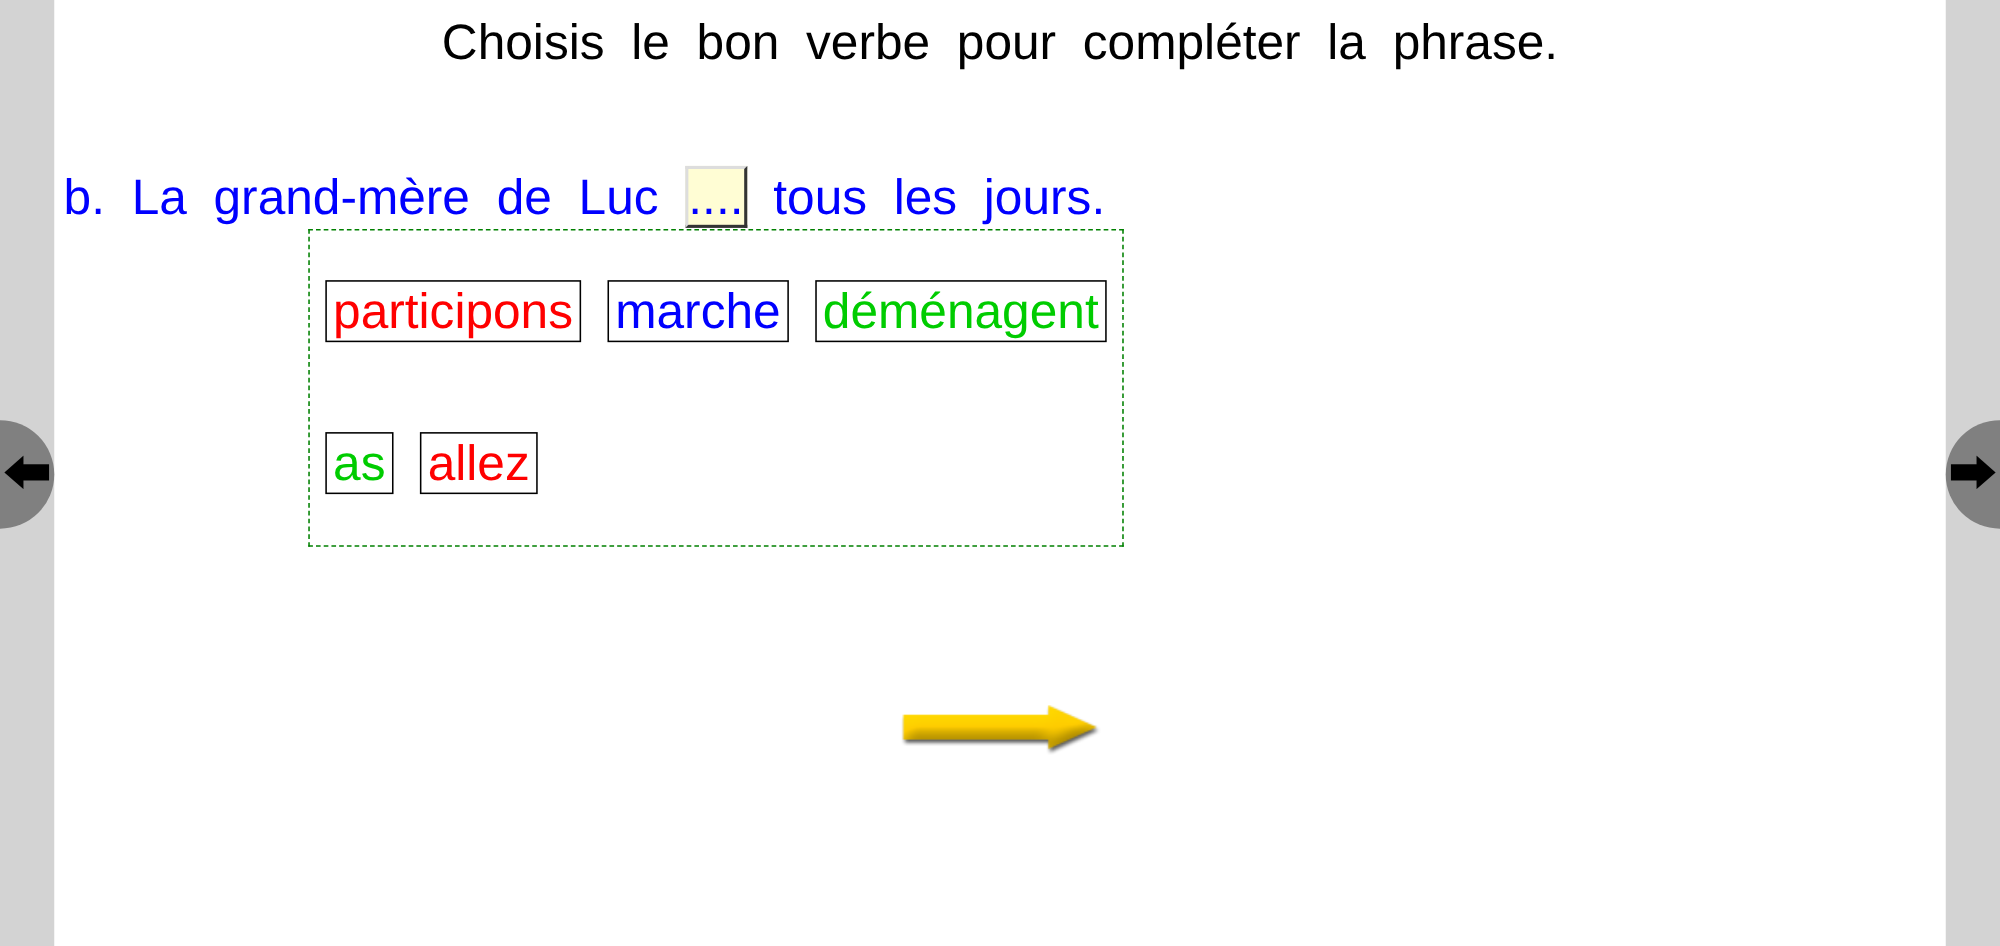 Choisis le bon verbe pour compléter la phrase.
b. La grand-mère de Luc .... tous les jours.
participons marche déménagent
as allez